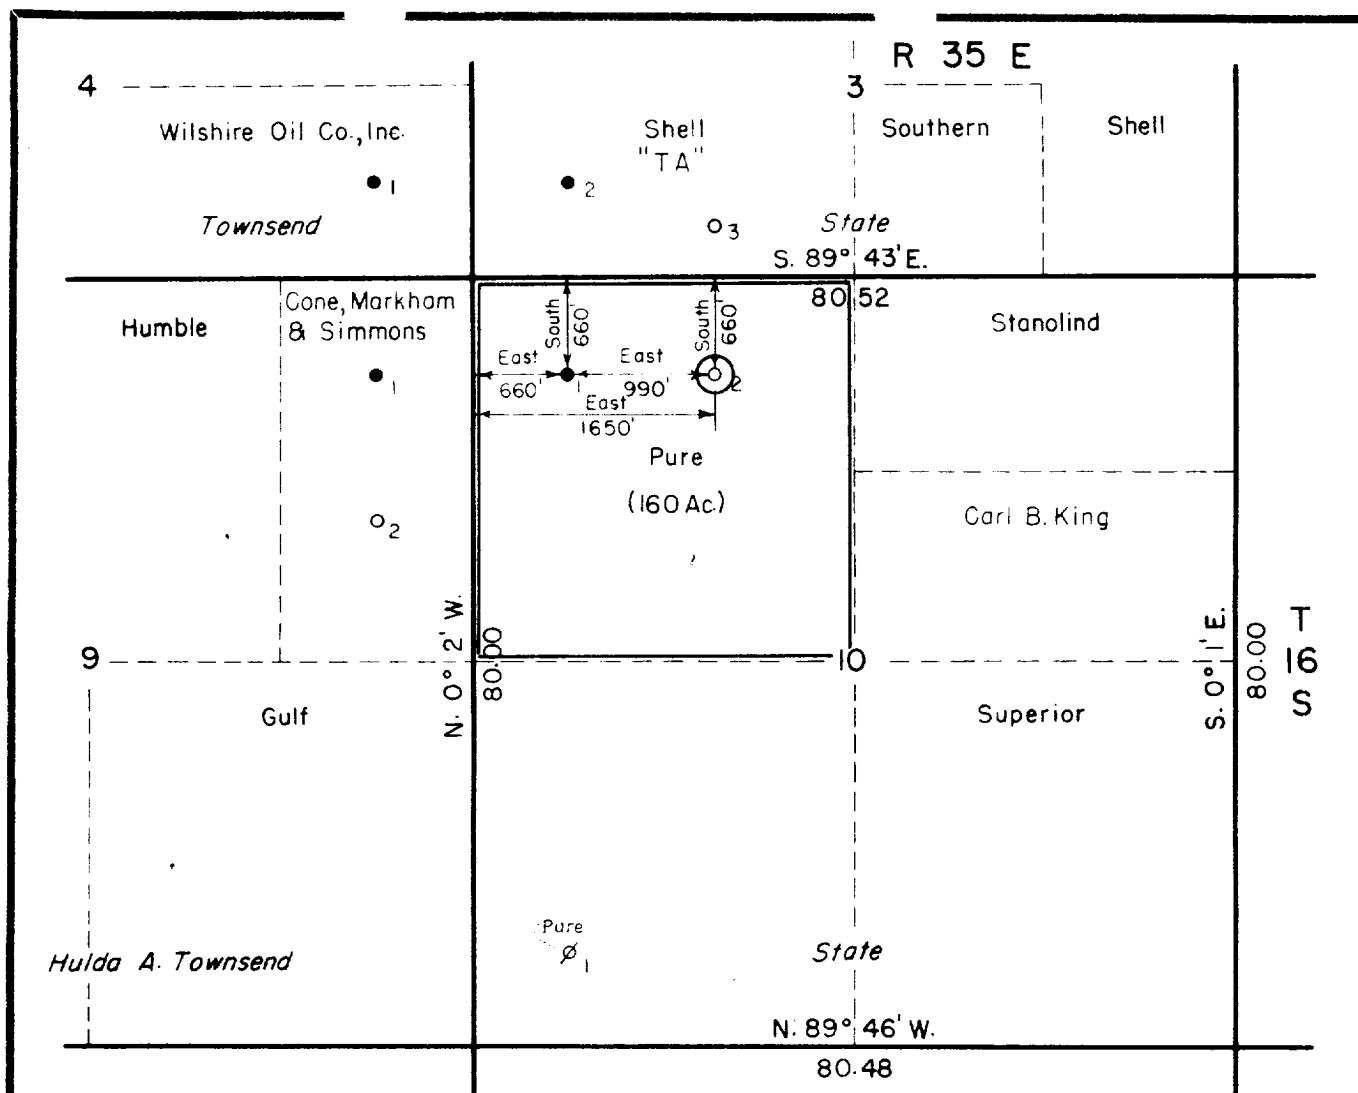 R 35 E
4
3
Wilshire Oil Co., Inc.
Shell
"TA"
Southern
Shell
1
2
3
Townsend
State
S. 89° 43' E.
80.52
Humble
Cone, Markham
& Simmons
Stanolind
South
660'
South
660'
East
660'
East
990'
1
1
2
East
1650'
Pure
(160 Ac.)
2
Carl B. King
N. 0° 2' W.
80.00
S. 0° 1' E.
80.00
T
16
S
9
10
Gulf
Superior
Pure
1
Hulda A. Townsend
State
N. 89° 46' W.
80.48